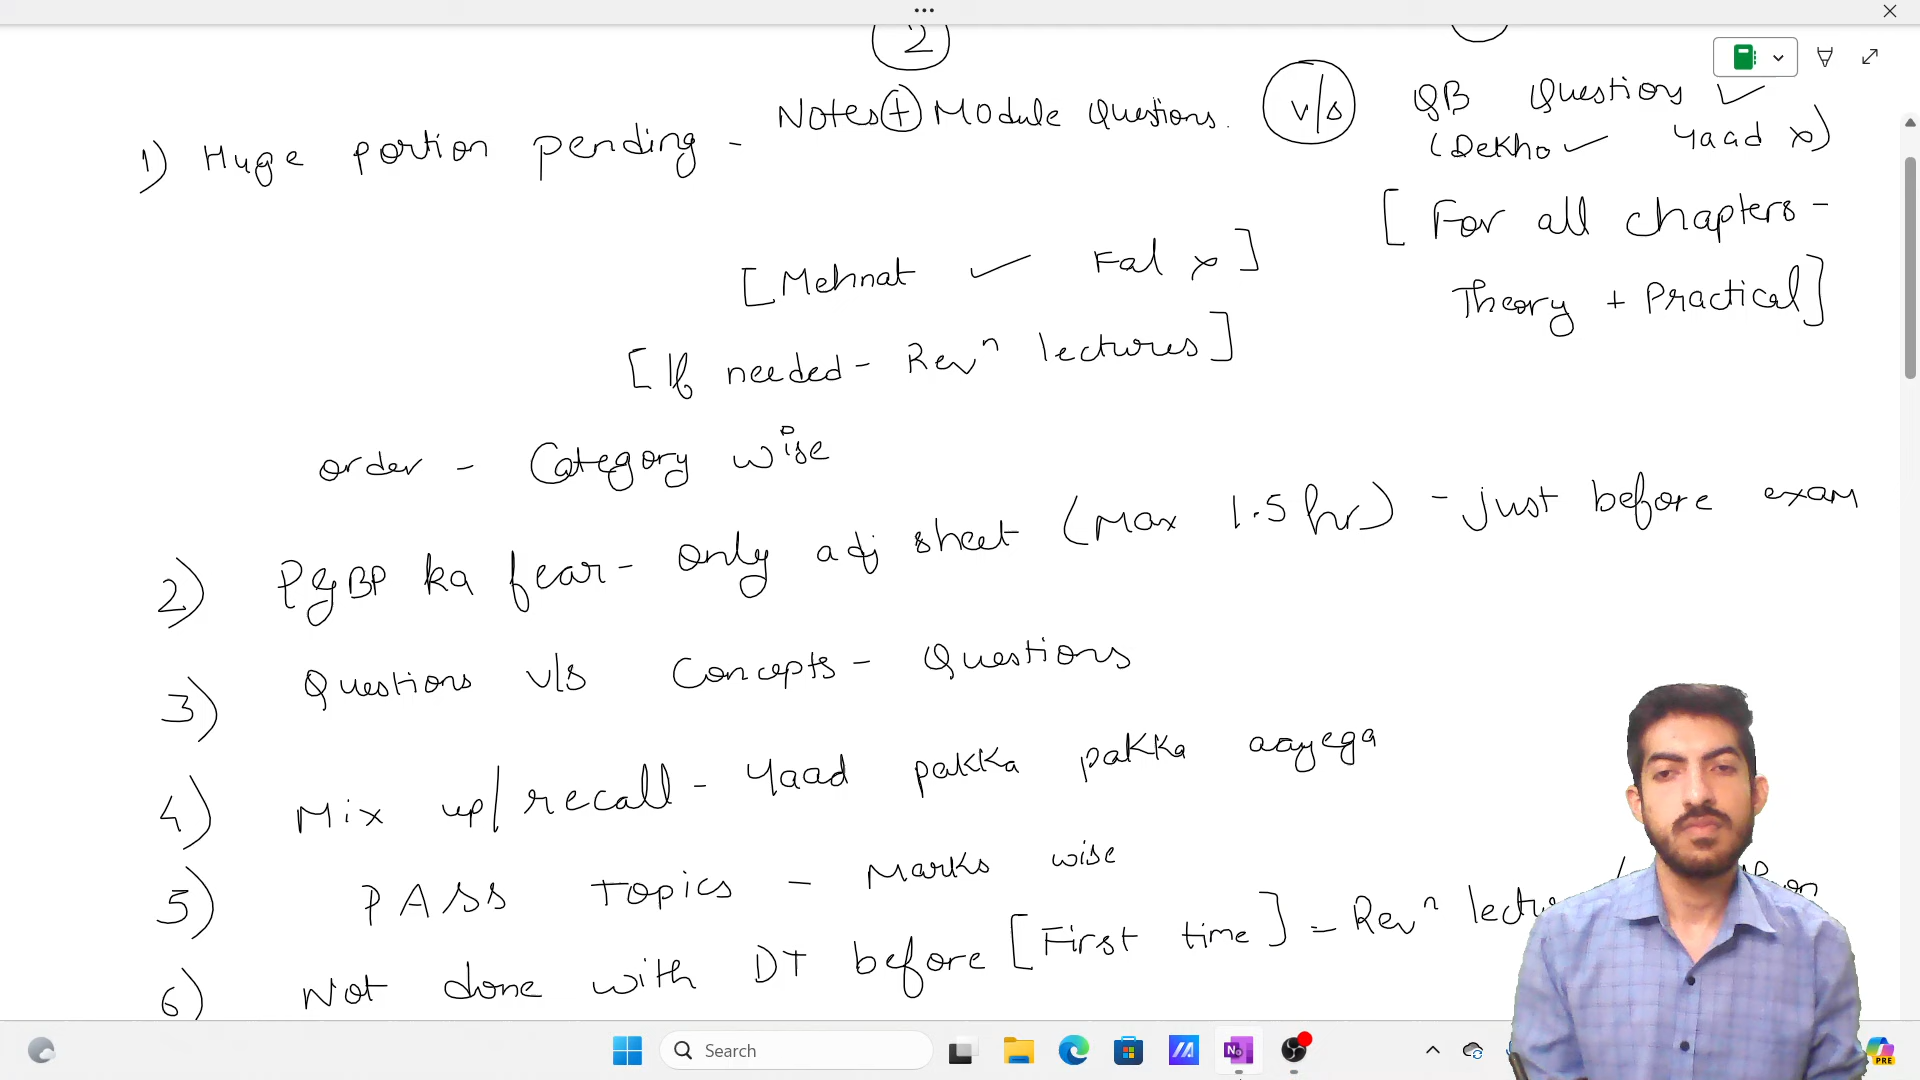 2
1) Huge portion pending - Notes + Module Questions. v/s QB Questions ✓
(Dekho ✓ Yaad x)
[For all chapters -
Theory + Practical]
[Mehnat ✓ Fal x]
[If needed - Revⁿ lectures]
order - Category wise
2) PGBP ka fear - only adj sheet (Max 1.5 hr) - just before exam
3) Questions v/s Concepts - Questions
4) Mix up/recall - Yaad pakka pakka aayega
5) PASS Topics - Marks wise
6) Not done with DT before [First time] - Revⁿ
Search